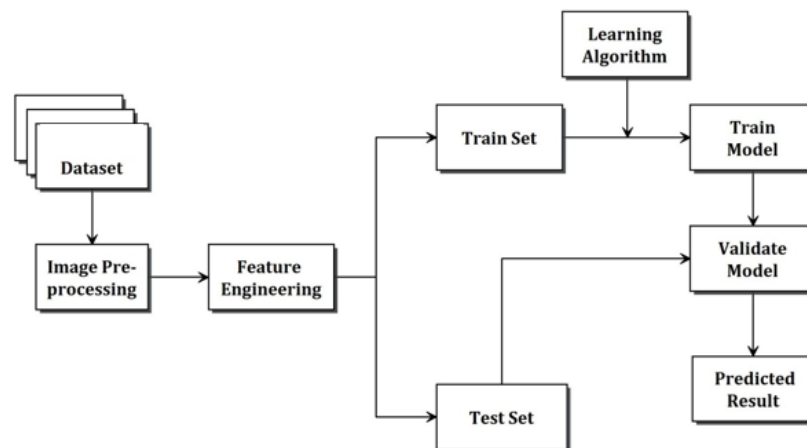 Learning
Algorithm
Train Set
Train
Model
Dataset
Image Pre-
processing
Feature
Engineering
Validate
Model
Predicted
Result
Test Set